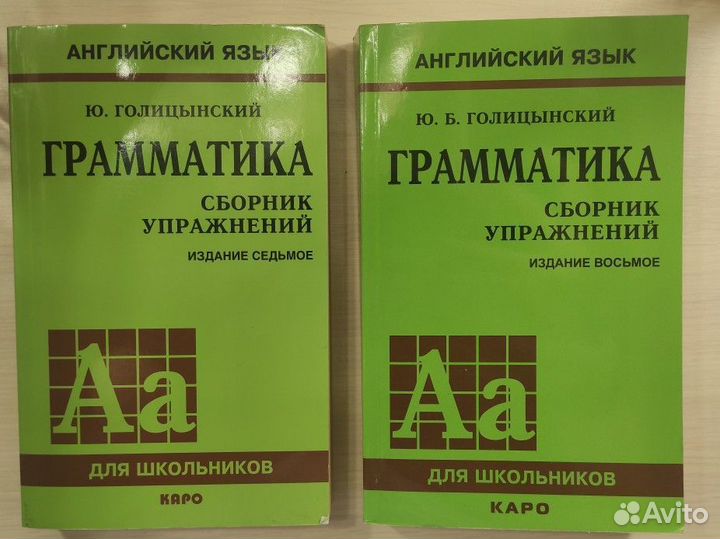 АНГЛИЙСКИЙ ЯЗЫК
Ю. ГОЛИЦЫНСКИЙ
ГРАММАТИКА
СБОРНИК
УПРАЖНЕНИЙ
ИЗДАНИЕ СЕДЬМОЕ
Aa
ДЛЯ ШКОЛЬНИКОВ
КАРО
АНГЛИЙСКИЙ ЯЗЫК
Ю. Б. ГОЛИЦЫНСКИЙ
ГРАММАТИКА
СБОРНИК
УПРАЖНЕНИЙ
ИЗДАНИЕ ВОСЬМОЕ
Aa
ДЛЯ ШКОЛЬНИКОВ
КАРО
Avito